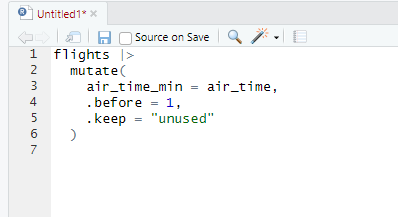 Untitled1*
Source on Save
1 flights |>
2   mutate(
3     air_time_min = air_time,
4     .before = 1,
5     .keep = "unused"
6   )
7